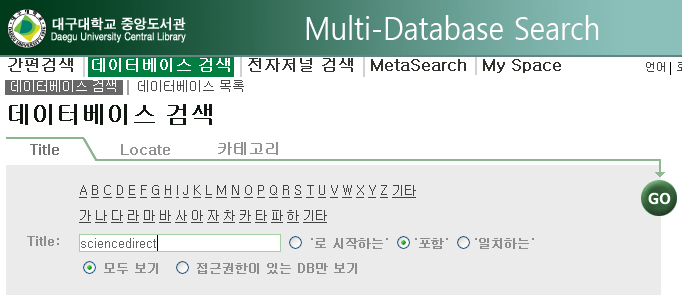 대구대학교 중앙도서관
Daegu University Central Library
Multi-Database Search
간편검색 | 데이터베이스 검색 | 전자저널 검색 | MetaSearch | My Space
언어 |
데이터베이스 검색 | 데이터베이스 목록
데이터베이스 검색
Title Locate 카테고리
A B C D E F G H I J K L M N O P Q R S T U V W X Y Z 기타
가 나 다 라 마 바 사 아 자 차 카 타 파 하 기타
GO
Title: sciencedirect '로 시작하는' '포함' '일치하는'
모두 보기 접근권한이 있는 DB만 보기